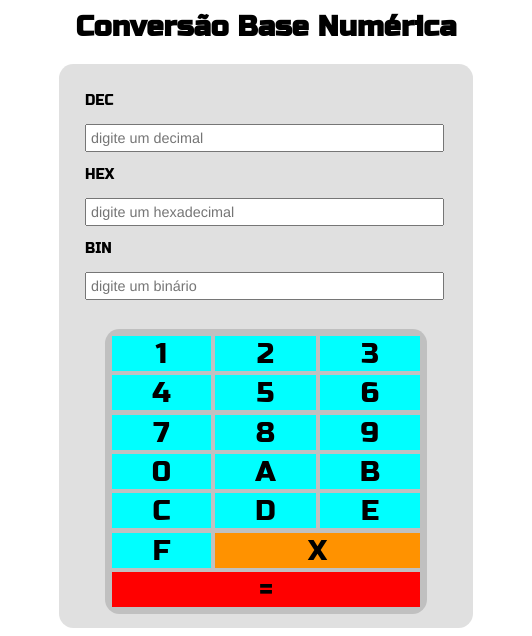 Conversão Base Numérica
DEC
digite um decimal
HEX
digite um hexadecimal
BIN
digite um binário
1 2 3
4 5 6
7 8 9
0 A B
C D E
F X
=